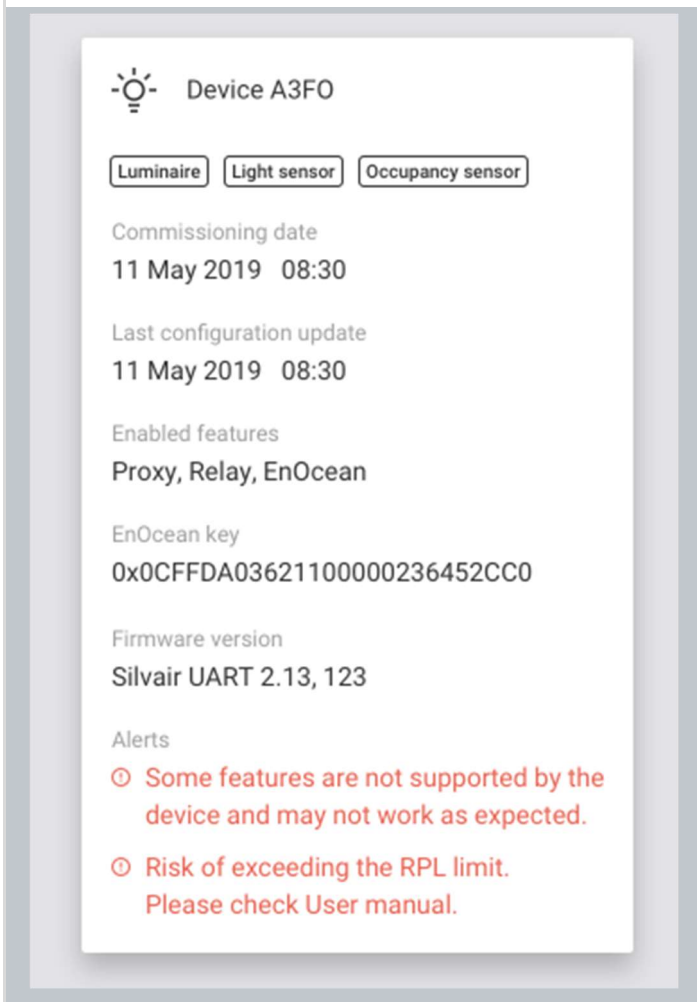 Device A3FO
Luminaire Light sensor Occupancy sensor
Commissioning date
11 May 2019 08:30
Last configuration update
11 May 2019 08:30
Enabled features
Proxy, Relay, EnOcean
EnOcean key
0x0CFFDA03621100000236452CC0
Firmware version
Silvair UART 2.13, 123
Alerts
Some features are not supported by the
device and may not work as expected.
Risk of exceeding the RPL limit.
Please check User manual.